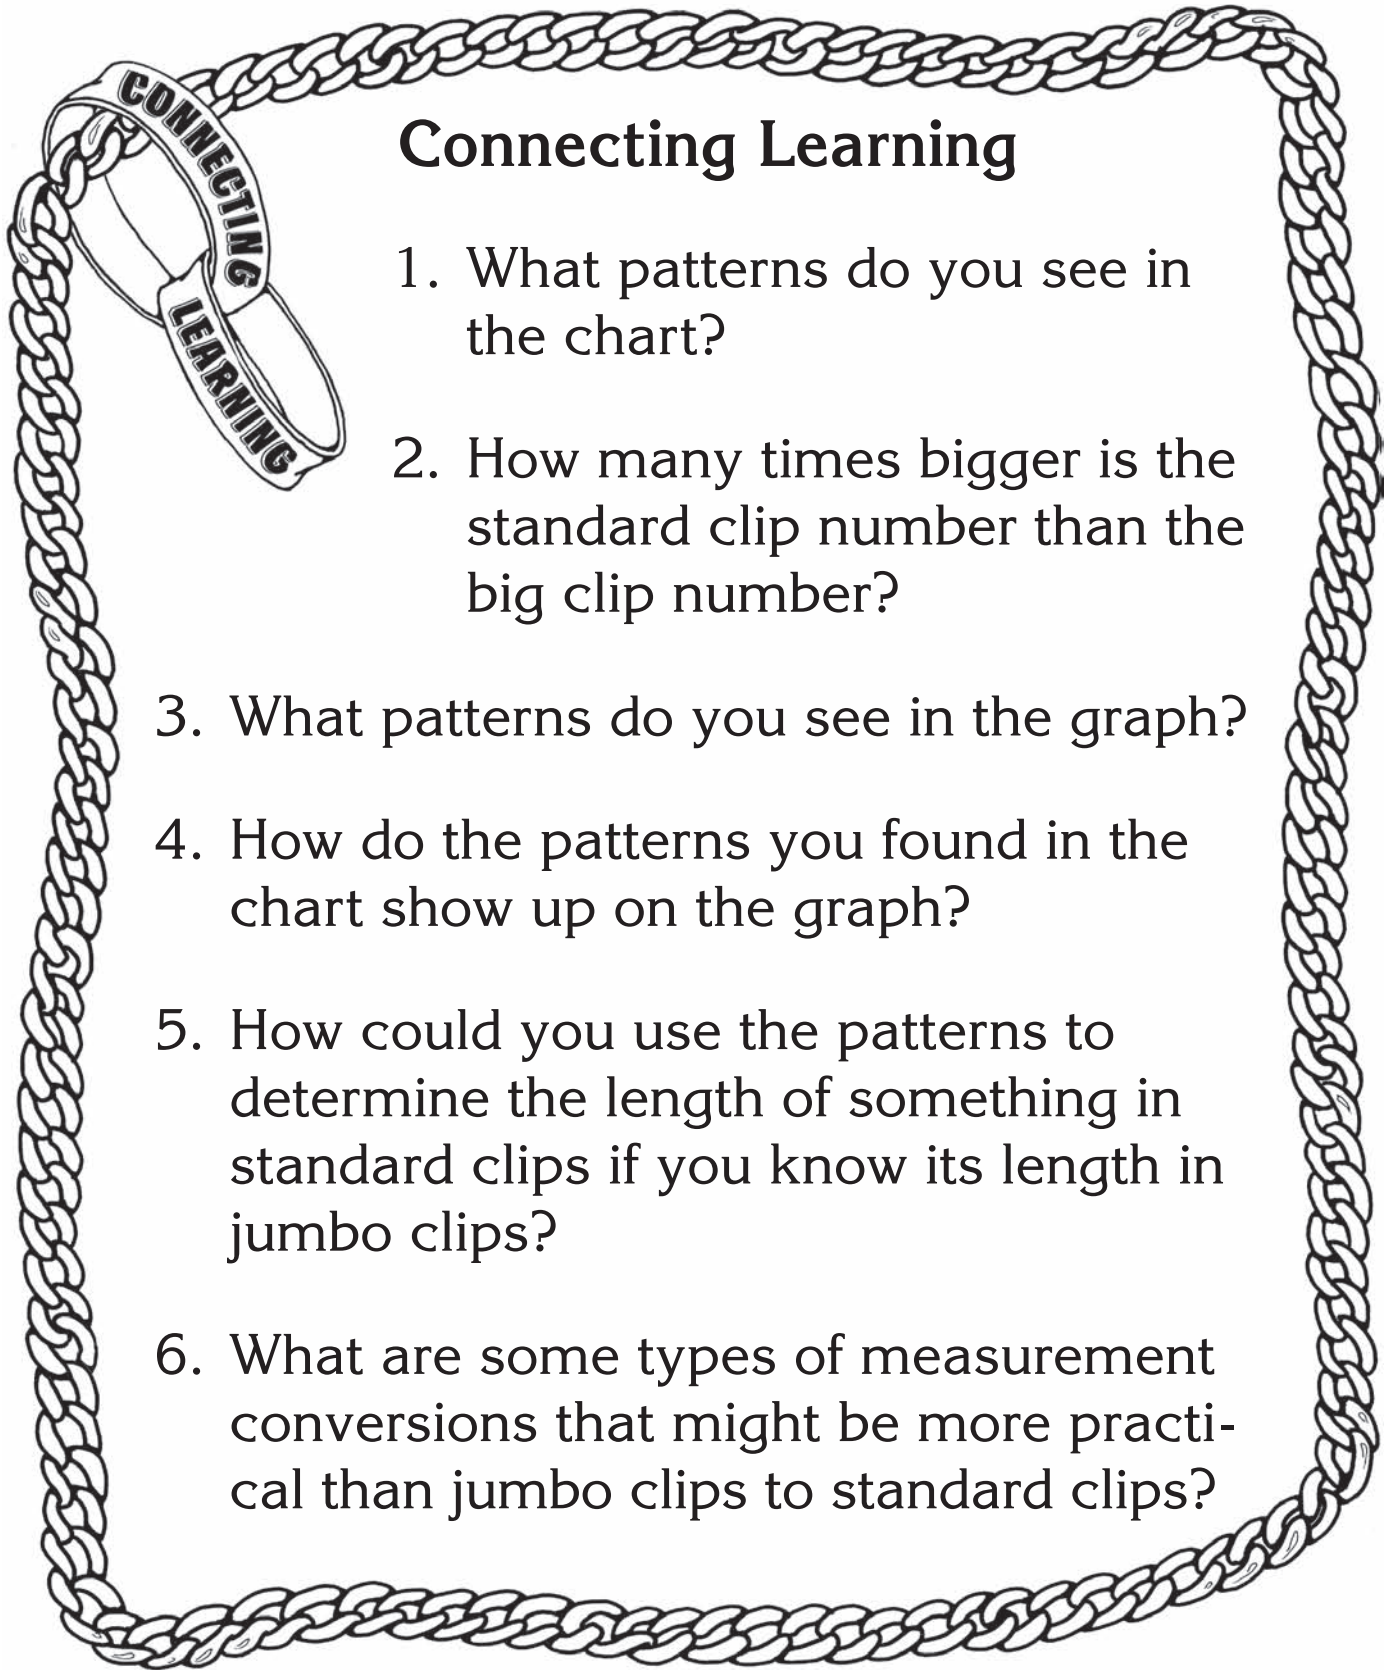 CONNECTING
LEARNING
Connecting Learning
1. What patterns do you see in
the chart?
2. How many times bigger is the
standard clip number than the
big clip number?
3. What patterns do you see in the graph?
4. How do the patterns you found in the
chart show up on the graph?
5. How could you use the patterns to
determine the length of something in
standard clips if you know its length in
jumbo clips?
6. What are some types of measurement
conversions that might be more practi-
cal than jumbo clips to standard clips?